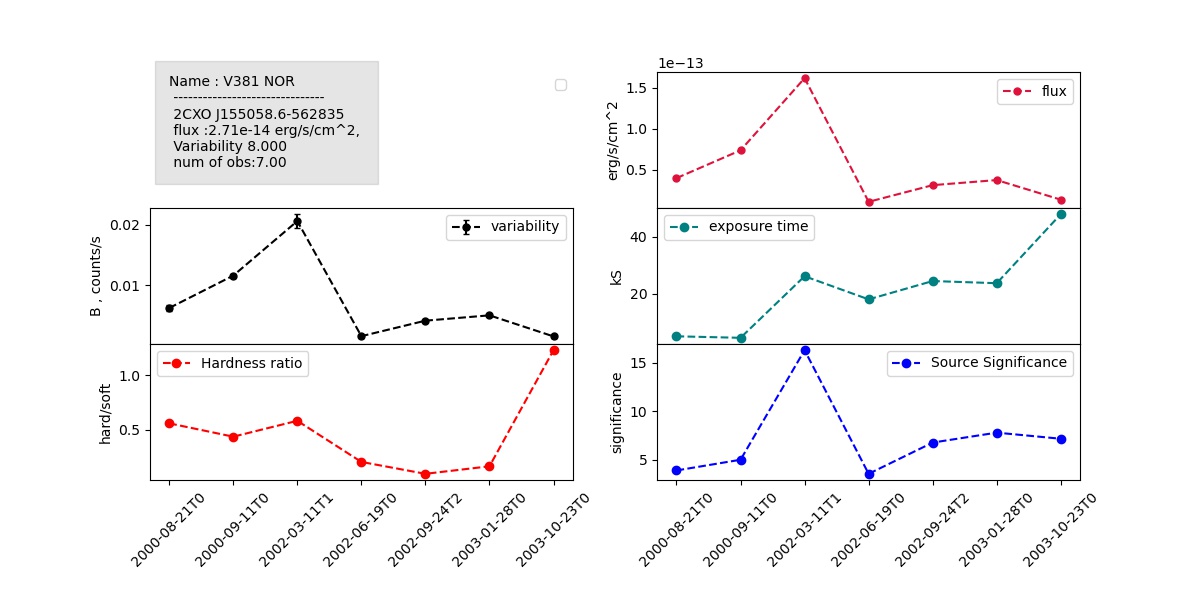 Name : V381 NOR
------------------------------
2CXO J155058.6-562835
flux :2.71e-14 erg/s/cm^2,
Variability 8.000
num of obs:7.00
0.02
0.01
B , counts/s
variability
1.0
0.5
hard/soft
Hardness ratio
2000-08-21T0
2000-09-11T0
2002-03-11T1
2002-06-19T0
2002-09-24T2
2003-01-28T0
2003-10-23T0
1e−13
1.5
1.0
0.5
erg/s/cm^2
flux
40
20
kS
exposure time
15
10
5
significance
Source Significance
2000-08-21T0
2000-09-11T0
2002-03-11T1
2002-06-19T0
2002-09-24T2
2003-01-28T0
2003-10-23T0